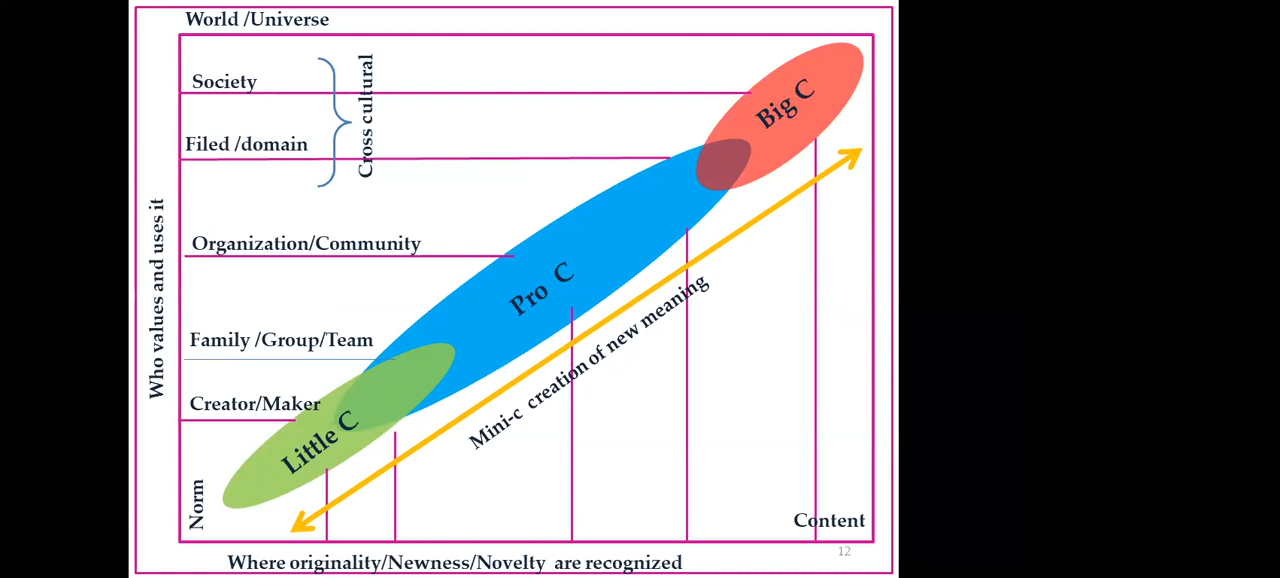 World /Universe
Society
Cross cultural
Filed /domain
Big C
Organization/Community
Who values and uses it
Pro C
Family /Group/Team
Mini-c creation of new meaning
Creator/Maker
Little C
Norm
Content
Where originality/Newness/Novelty are recognized
12